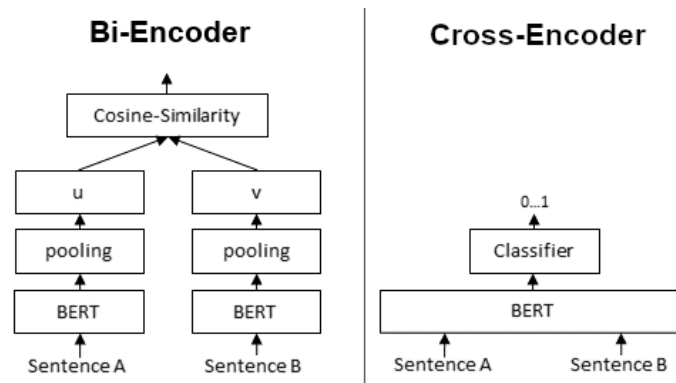 Bi-Encoder
Cosine-Similarity
u
v
pooling
pooling
BERT
BERT
Sentence A
Sentence B
Cross-Encoder
0...1
Classifier
BERT
Sentence A
Sentence B